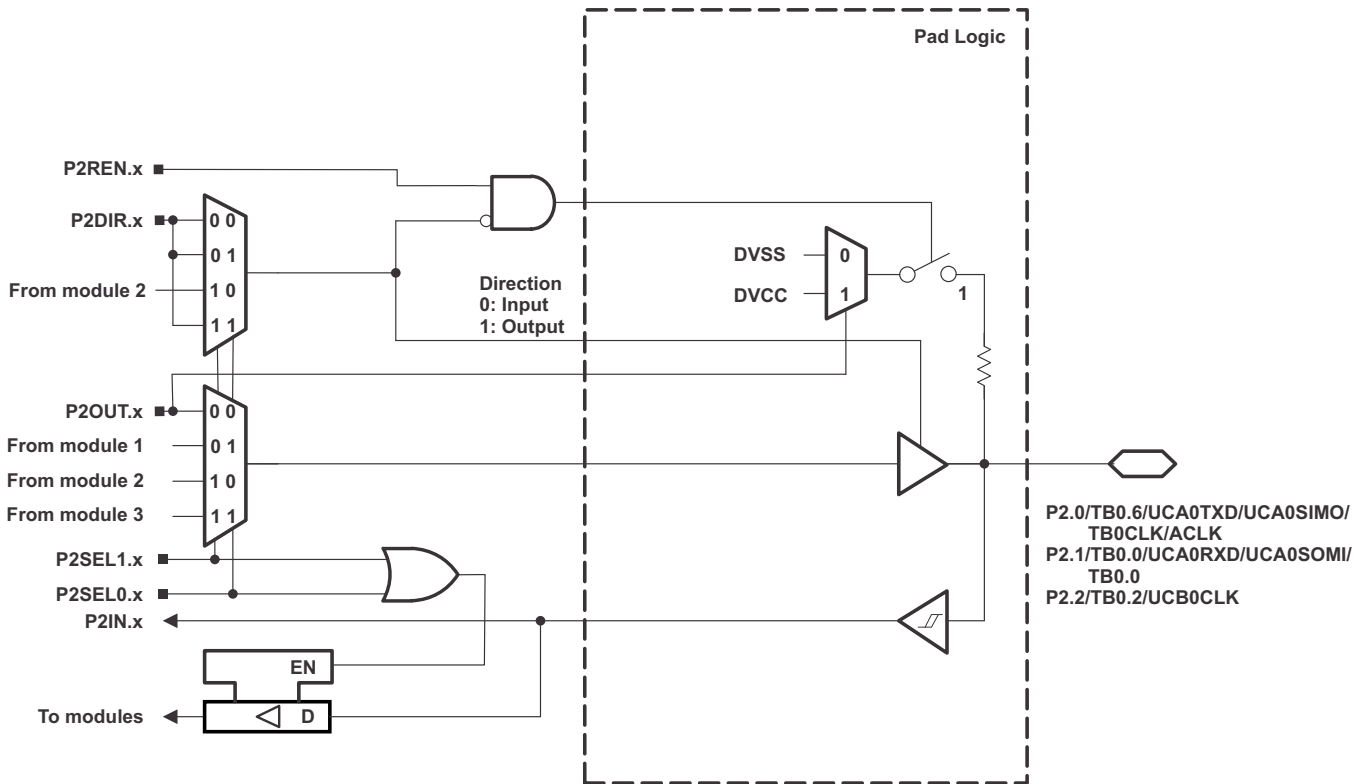 Pad Logic
P2REN.x
P2DIR.x
0 0
0 1
From module 2
1 0
1 1
Direction
0: Input
1: Output
DVSS
0
DVCC
1
1
P2OUT.x
0 0
From module 1
0 1
From module 2
1 0
From module 3
1 1
P2SEL1.x
P2SEL0.x
P2IN.x
EN
To modules
D
P2.0/TB0.6/UCA0TXD/UCA0SIMO/
TB0CLK/ACLK
P2.1/TB0.0/UCA0RXD/UCA0SOMI/
TB0.0
P2.2/TB0.2/UCB0CLK